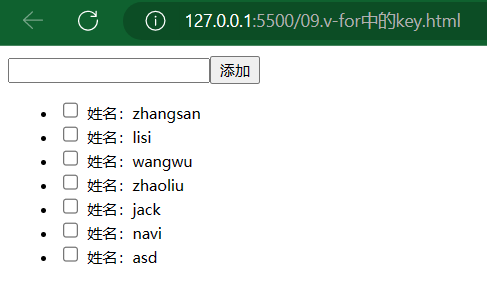 127.0.0.1:5500/09.v-for中的key.html
添加
姓名：zhangsan
姓名：lisi
姓名：wangwu
姓名：zhaoliu
姓名：jack
姓名：navi
姓名：asd